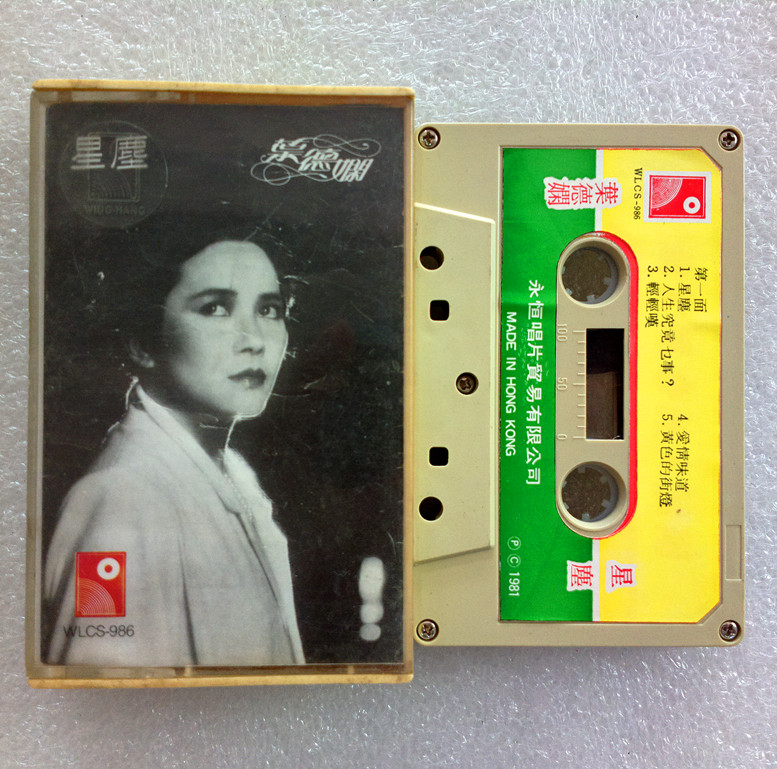 星塵
葉德嫻
WING HANG
WLCS-986
WLCS-986
葉德嫻
第一面
1. 星塵
2. 人生究竟乜事？
3. 輕輕嘆
4. 愛情味道
5. 黃色的街燈
100 50 0
永恒唱片貿易有限公司
MADE IN HONG KONG
星塵
Ⓟ Ⓒ 1981